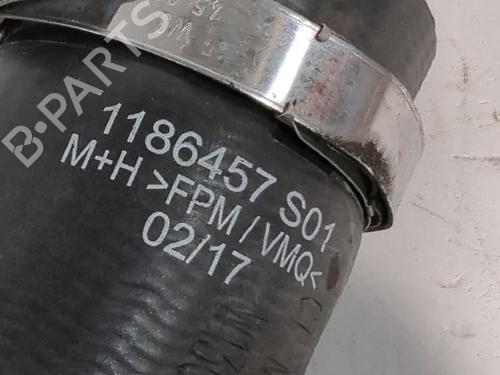 B-PARTS
1186457 S01
M+H >FPM / VMQ<
02/17